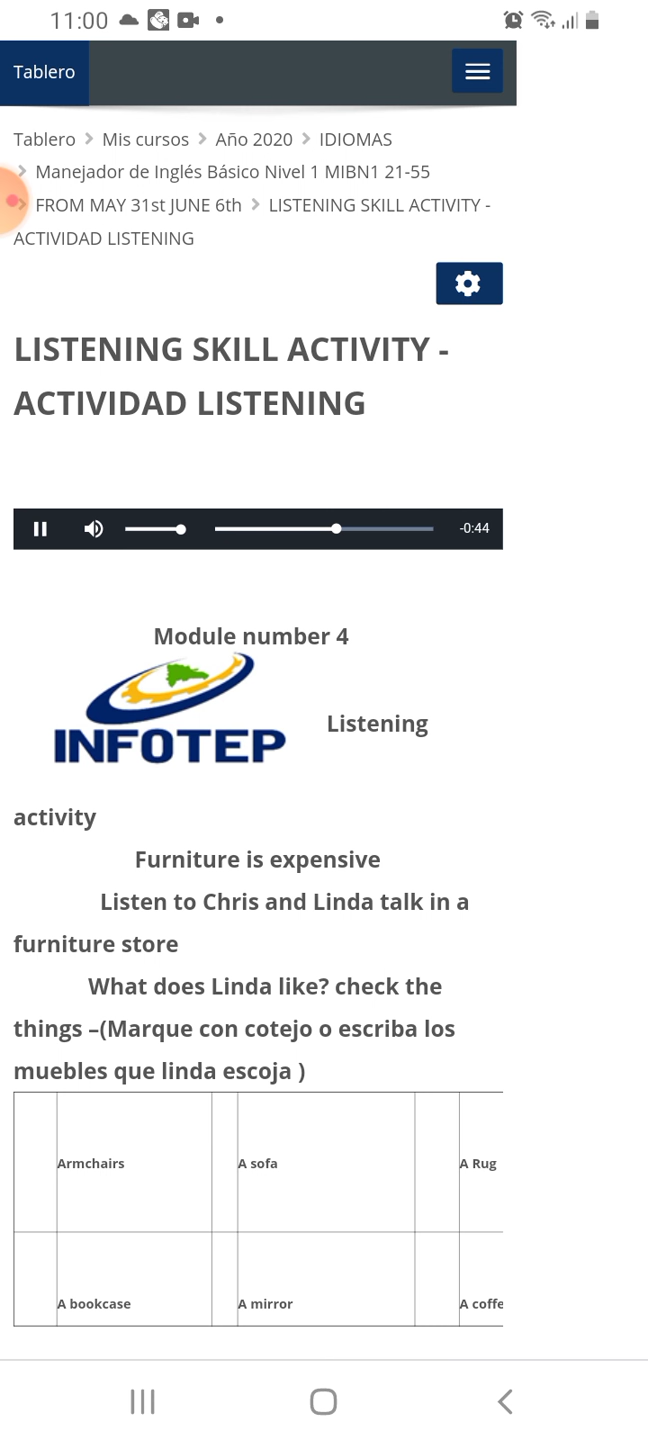 11:00
Tablero
Tablero > Mis cursos > Año 2020 > IDIOMAS
> Manejador de Inglés Básico Nivel 1 MIBN1 21-55
> FROM MAY 31st JUNE 6th > LISTENING SKILL ACTIVITY -
ACTIVIDAD LISTENING
LISTENING SKILL ACTIVITY -
ACTIVIDAD LISTENING
-0:44
Module number 4
INFOTEP
Listening
activity
Furniture is expensive
Listen to Chris and Linda talk in a
furniture store
What does Linda like? check the
things –(Marque con cotejo o escriba los
muebles que linda escoja )
Armchairs A sofa A Rug
A bookcase A mirror A coffe